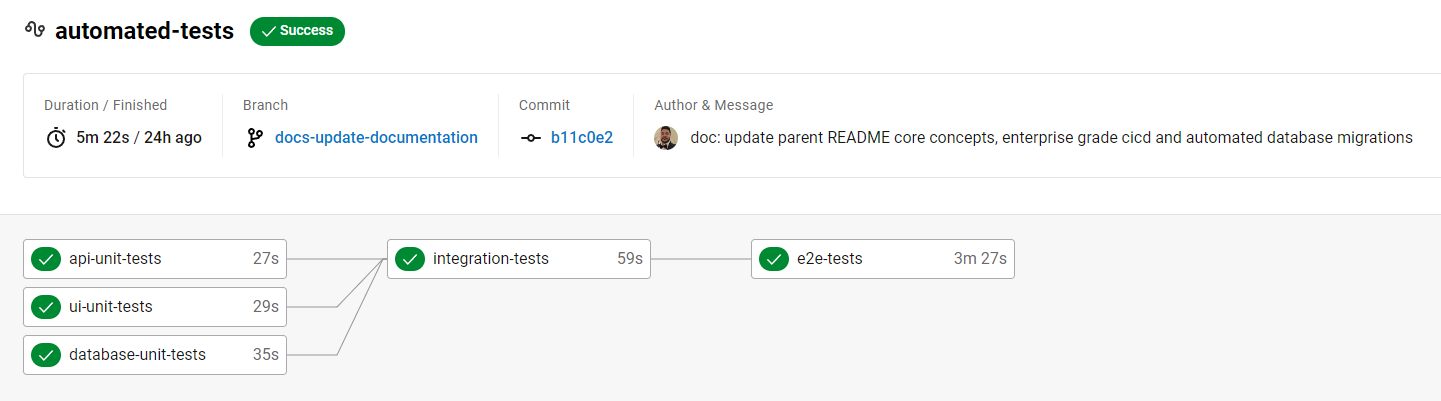 automated-tests Success
Duration / Finished Branch Commit Author & Message
5m 22s / 24h ago docs-update-documentation b11c0e2 doc: update parent README core concepts, enterprise grade cicd and automated database migrations
api-unit-tests 27s integration-tests 59s e2e-tests 3m 27s
ui-unit-tests 29s
database-unit-tests 35s